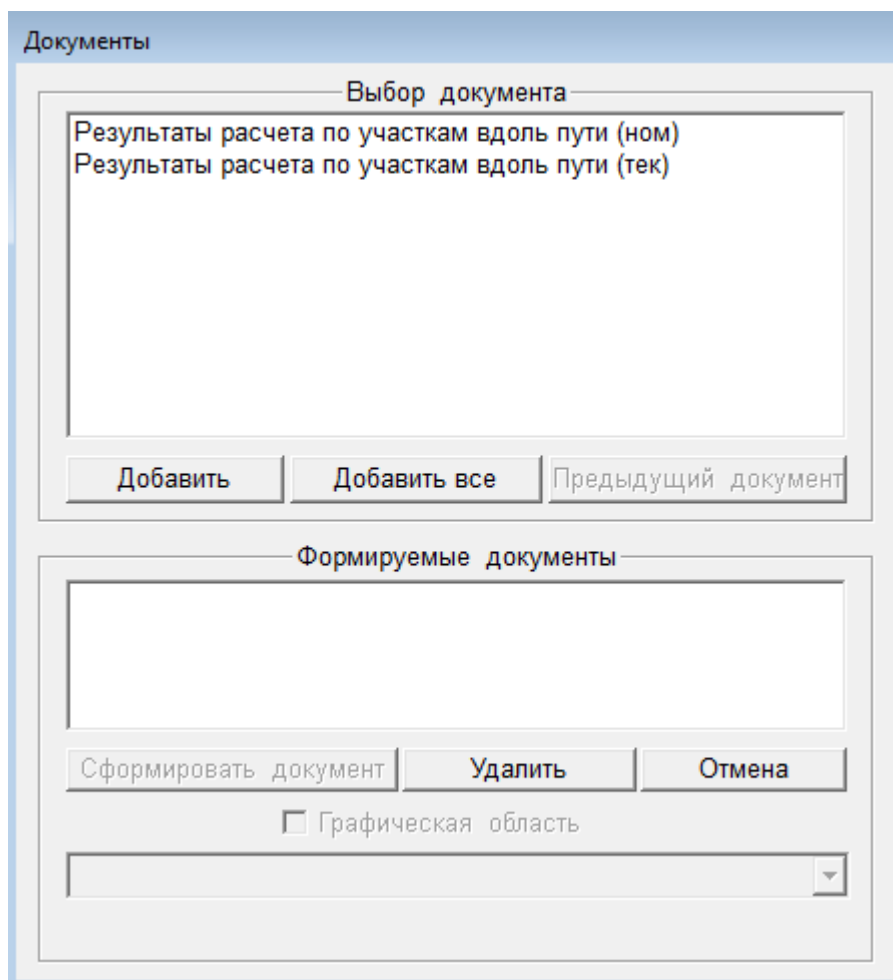 Документы
Выбор документа
Результаты расчета по участкам вдоль пути (ном)
Результаты расчета по участкам вдоль пути (тек)
Добавить
Добавить все
Предыдущий документ
Формируемые документы
Сформировать документ
Удалить
Отмена
Графическая область